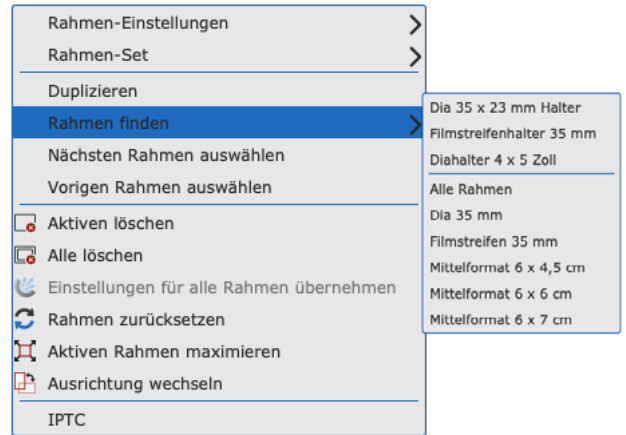 Rahmen-Einstellungen
Rahmen-Set
Duplizieren
Rahmen finden
Nächsten Rahmen auswählen
Vorigen Rahmen auswählen
Aktiven löschen
Alle löschen
Einstellungen für alle Rahmen übernehmen
Rahmen zurücksetzen
Aktiven Rahmen maximieren
Ausrichtung wechseln
IPTC
Dia 35 x 23 mm Halter
Filmstreifenhalter 35 mm
Diahalter 4 x 5 Zoll
Alle Rahmen
Dia 35 mm
Filmstreifen 35 mm
Mittelformat 6 x 4,5 cm
Mittelformat 6 x 6 cm
Mittelformat 6 x 7 cm